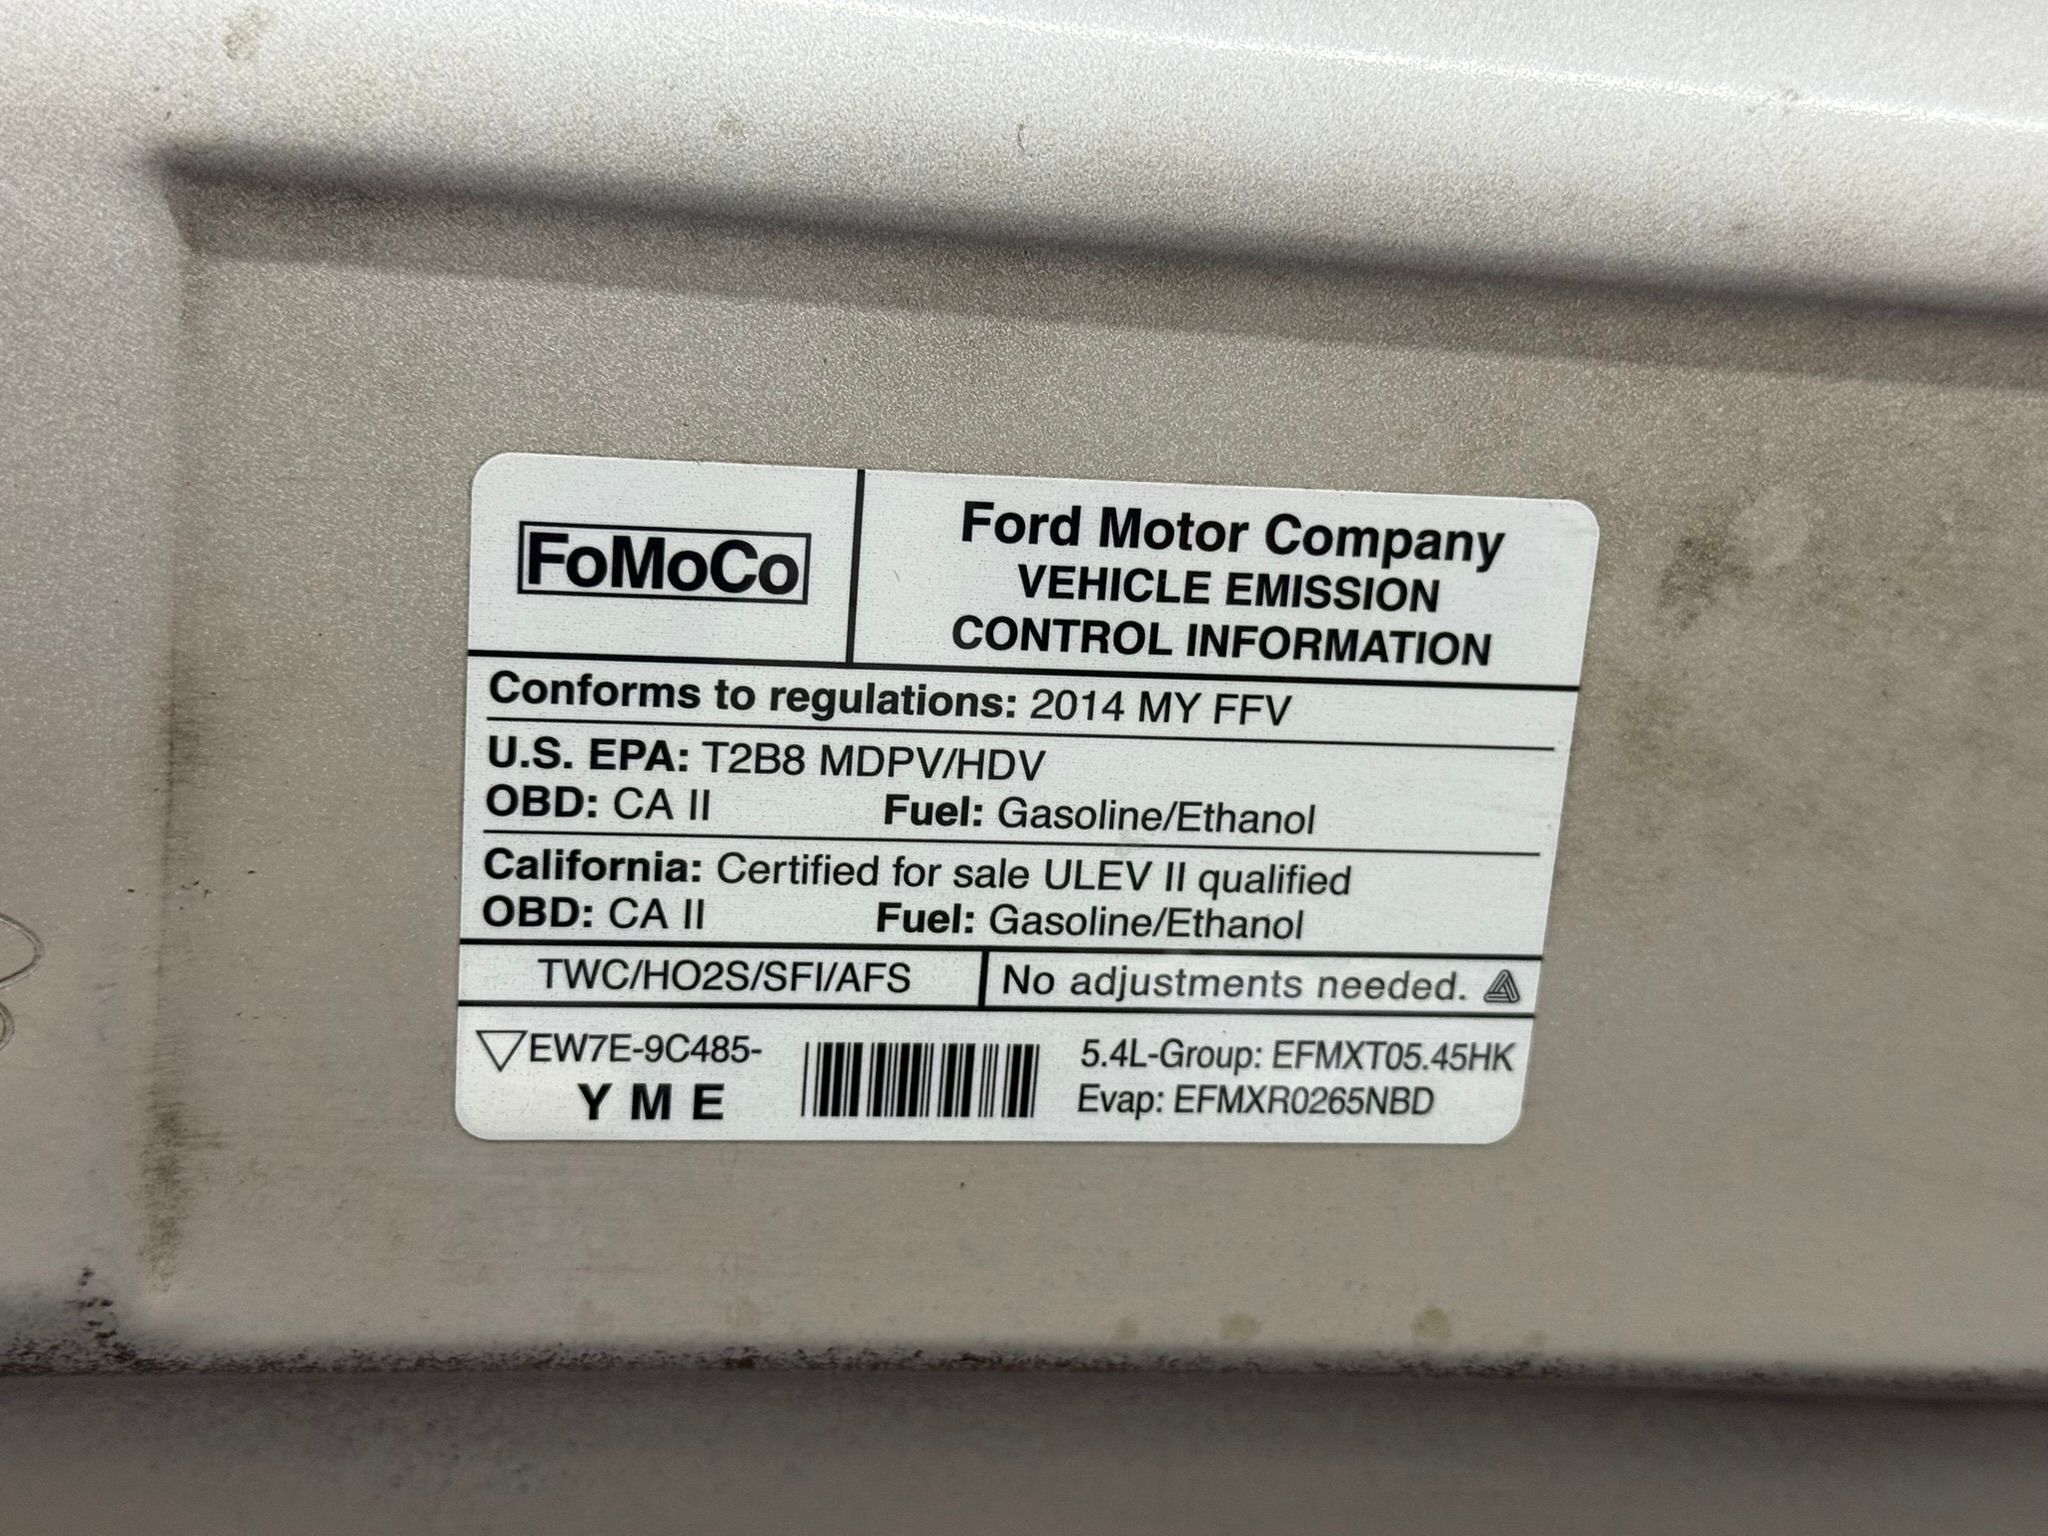 FoMoCo
Ford Motor Company
VEHICLE EMISSION
CONTROL INFORMATION
Conforms to regulations: 2014 MY FFV
U.S. EPA: T2B8 MDPV/HDV
OBD: CA II Fuel: Gasoline/Ethanol
California: Certified for sale ULEV II qualified
OBD: CA II Fuel: Gasoline/Ethanol
TWC/HO2S/SFI/AFS No adjustments needed.
EW7E-9C485-
Y M E
5.4L-Group: EFMXT05.45HK
Evap: EFMXR0265NBD